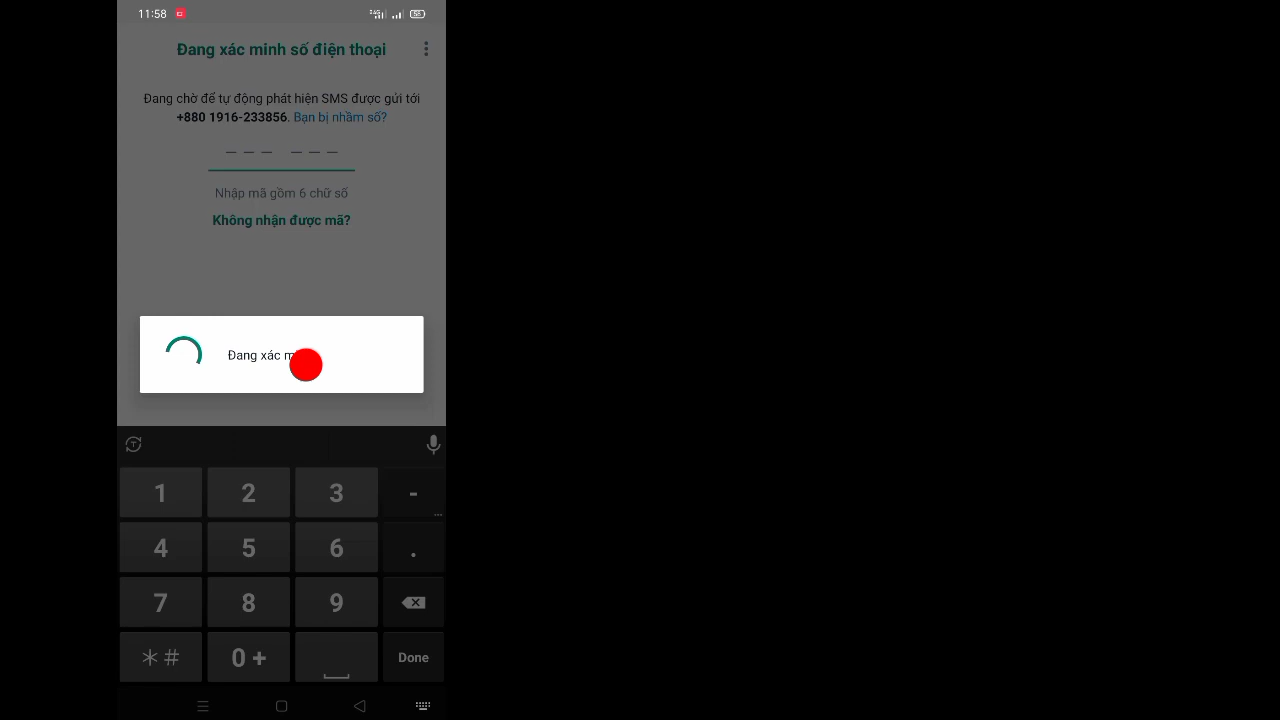 11:58
Đang xác minh số điện thoại
Đang chờ để tự động phát hiện SMS được gửi tới
+880 1916-233856. Bạn bị nhầm số?
Nhập mã gồm 6 chữ số
Không nhận được mã?
Đang xác
1 2 3 -
4 5 6 .
7 8 9
*# 0 +
Done